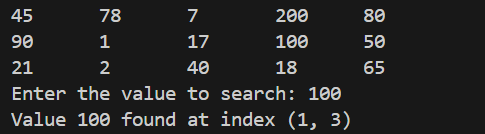 45 78 7 200 80
90 1 17 100 50
21 2 40 18 65
Enter the value to search: 100
Value 100 found at index (1, 3)